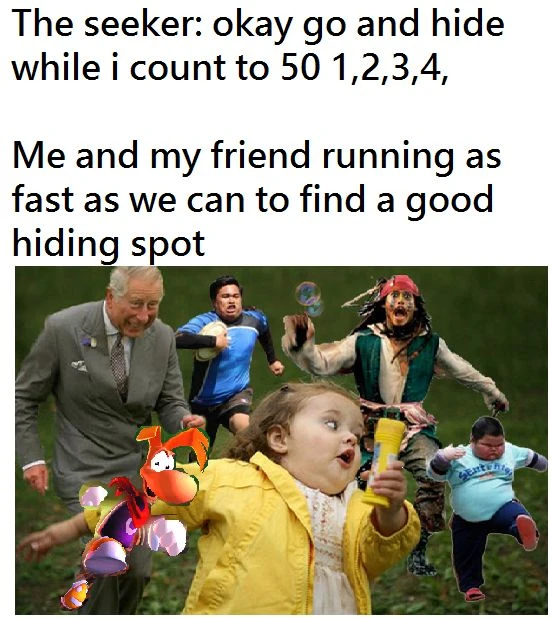 The seeker: okay go and hide
while i count to 50 1,2,3,4,
Me and my friend running as
fast as we can to find a good
hiding spot